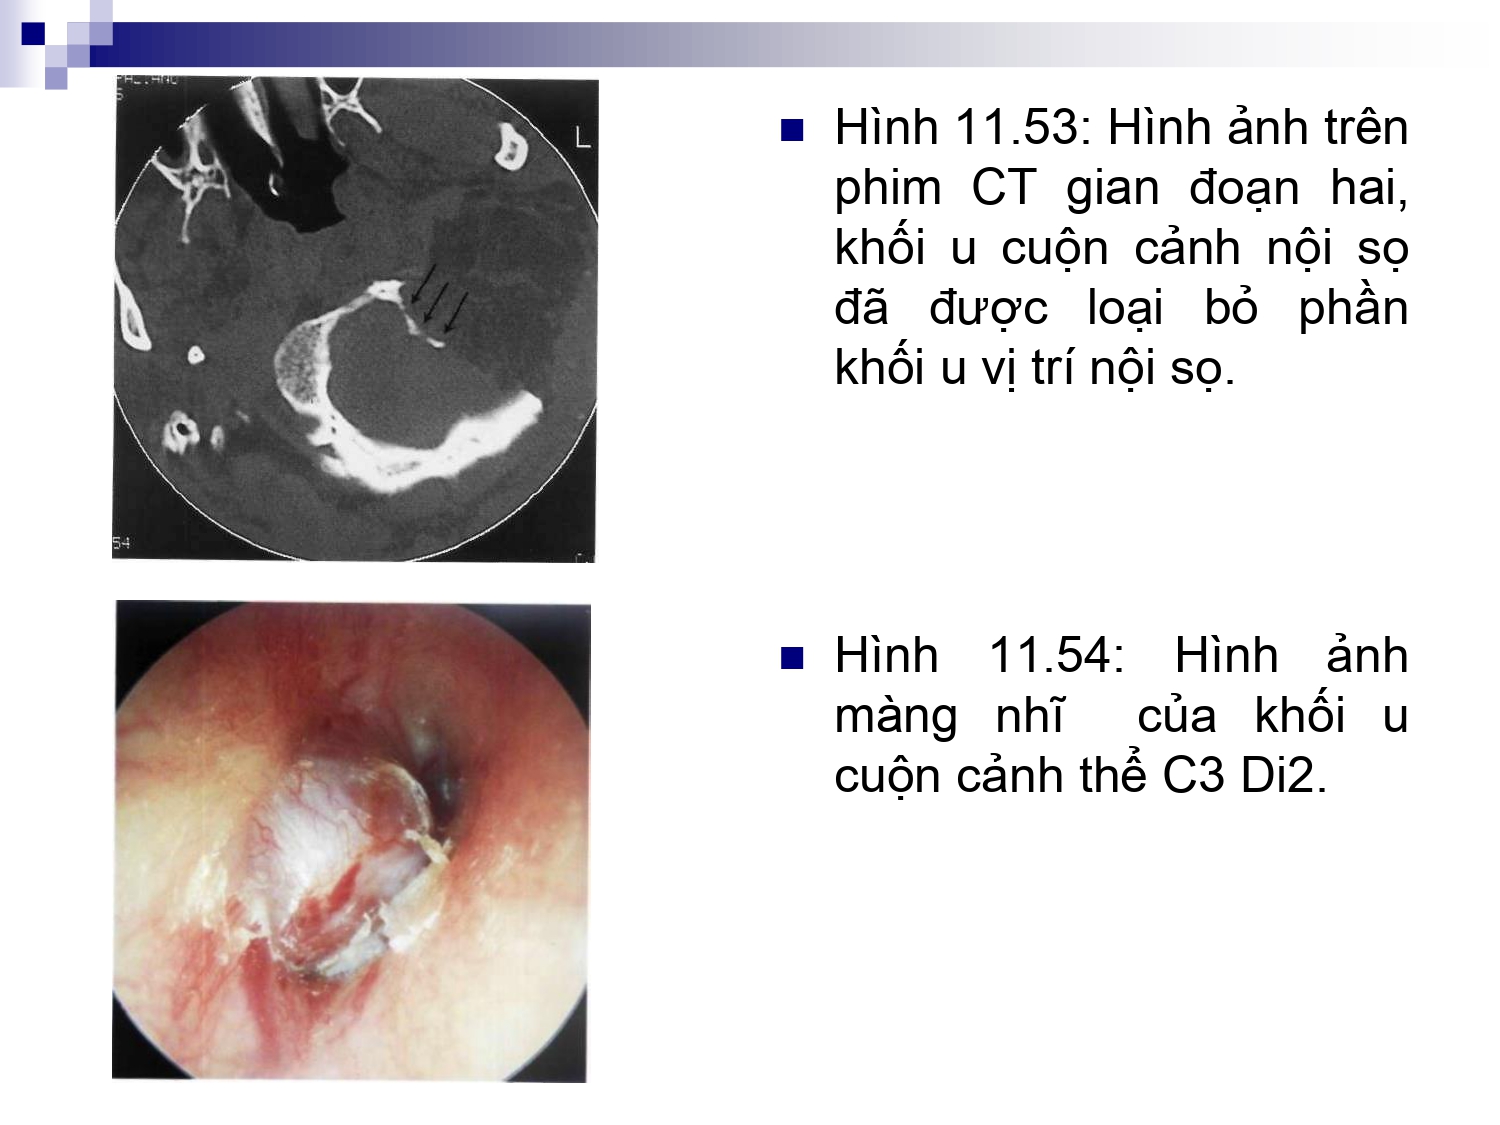 L
54
Hình 11.53: Hình ảnh trên
phim CT gian đoạn hai,
khối u cuộn cảnh nội sọ
đã được loại bỏ phần
khối u vị trí nội sọ.
Hình 11.54: Hình ảnh
màng nhĩ của khối u
cuộn cảnh thể C3 Di2.